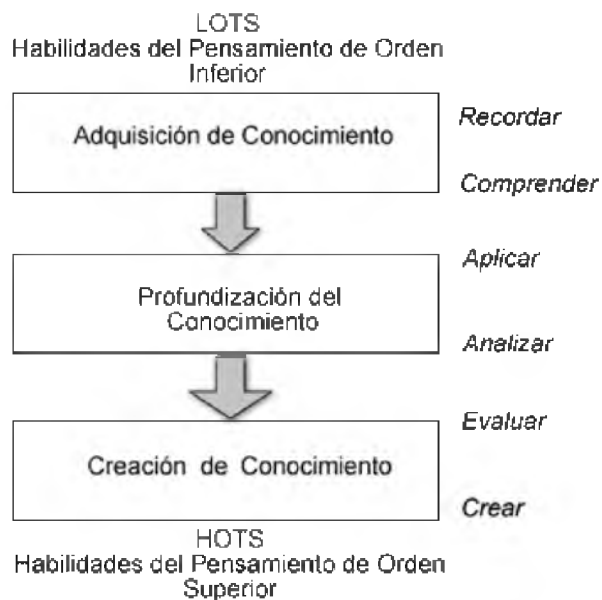 LOTS
Habilidades del Pensamiento de Orden
Inferior
Adquisición de Conocimiento
Recordar
Comprender
Profundización del
Conocimiento
Aplicar
Analizar
Creación de Conocimiento
Evaluar
Crear
HOTS
Habilidades del Pensamiento de Orden
Superior